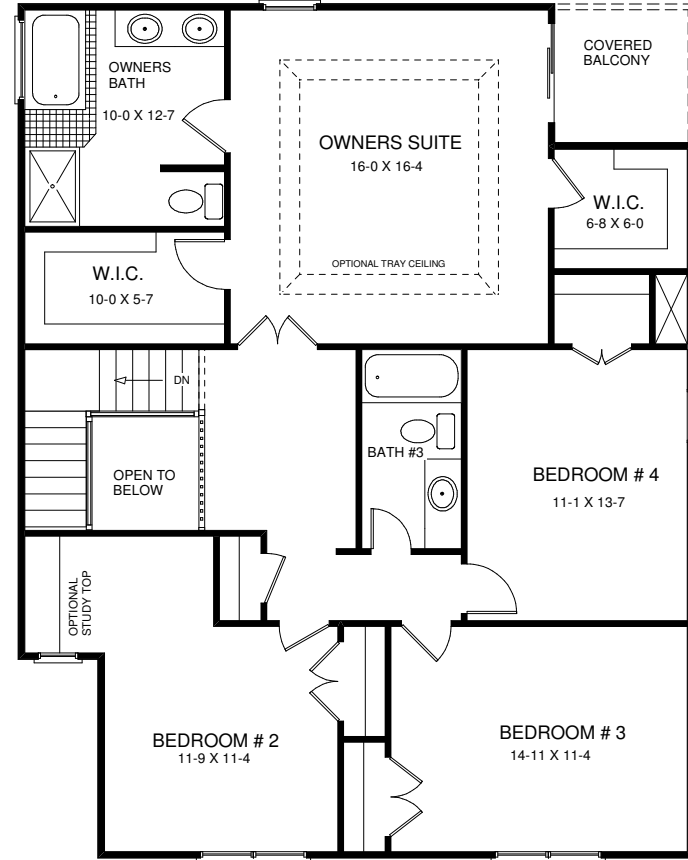 COVERED
BALCONY
OWNERS
BATH
10-0 X 12-7
OWNERS SUITE
16-0 X 16-4
W.I.C.
6-8 X 6-0
OPTIONAL TRAY CEILING
W.I.C.
10-0 X 5-7
DN
BATH #3
OPEN TO
BELOW
BEDROOM # 4
11-1 X 13-7
OPTIONAL
STUDY TOP
BEDROOM # 2
11-9 X 11-4
BEDROOM # 3
14-11 X 11-4